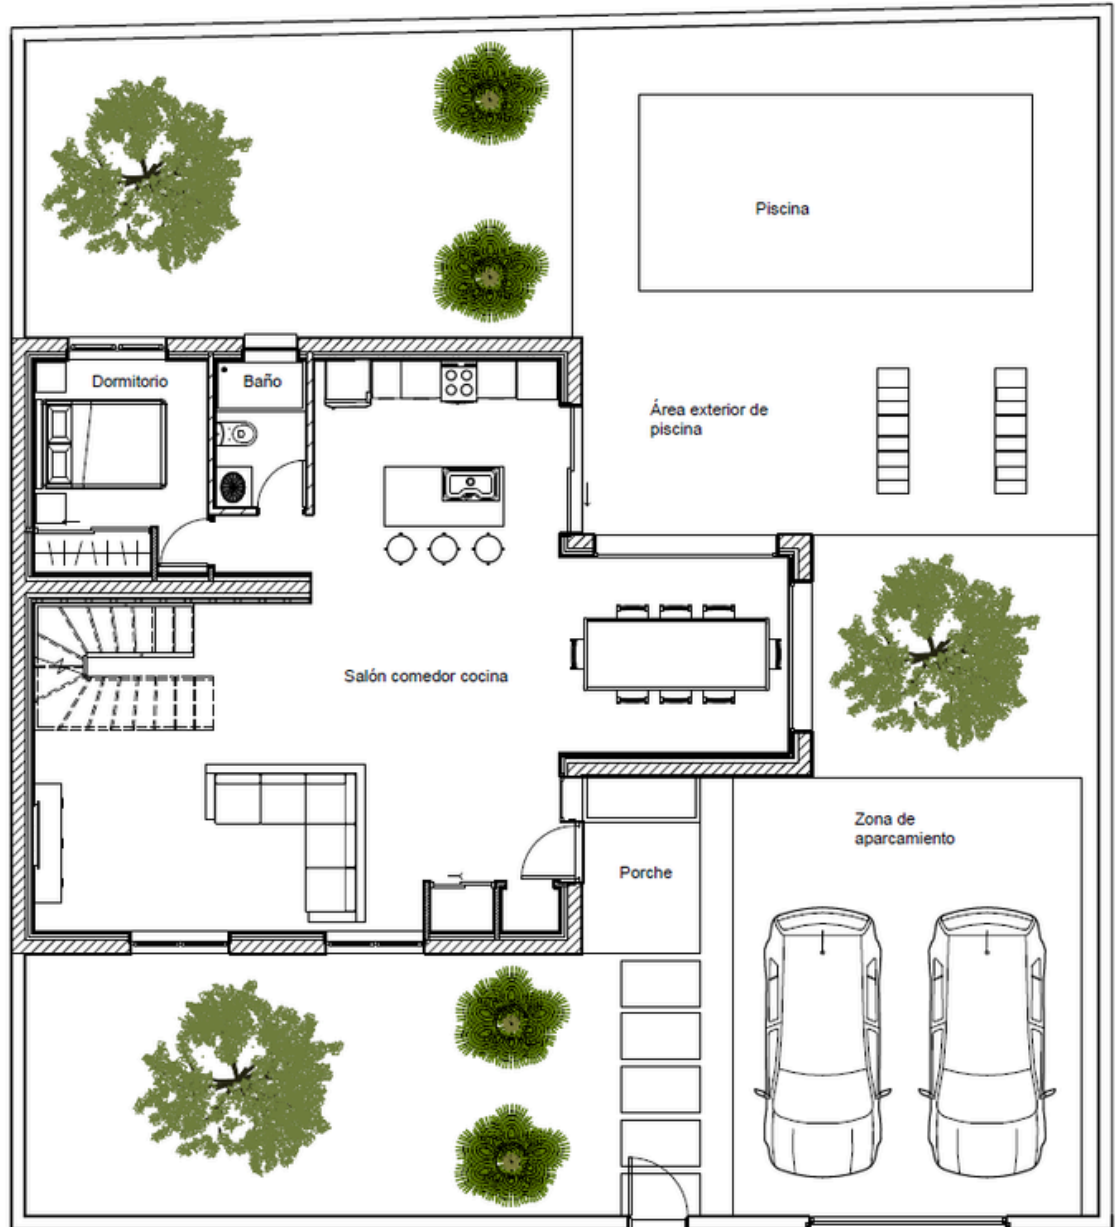 Piscina
Dormitorio
Baño
Área exterior de
piscina
Salón comedor cocina
Zona de
aparcamiento
Porche